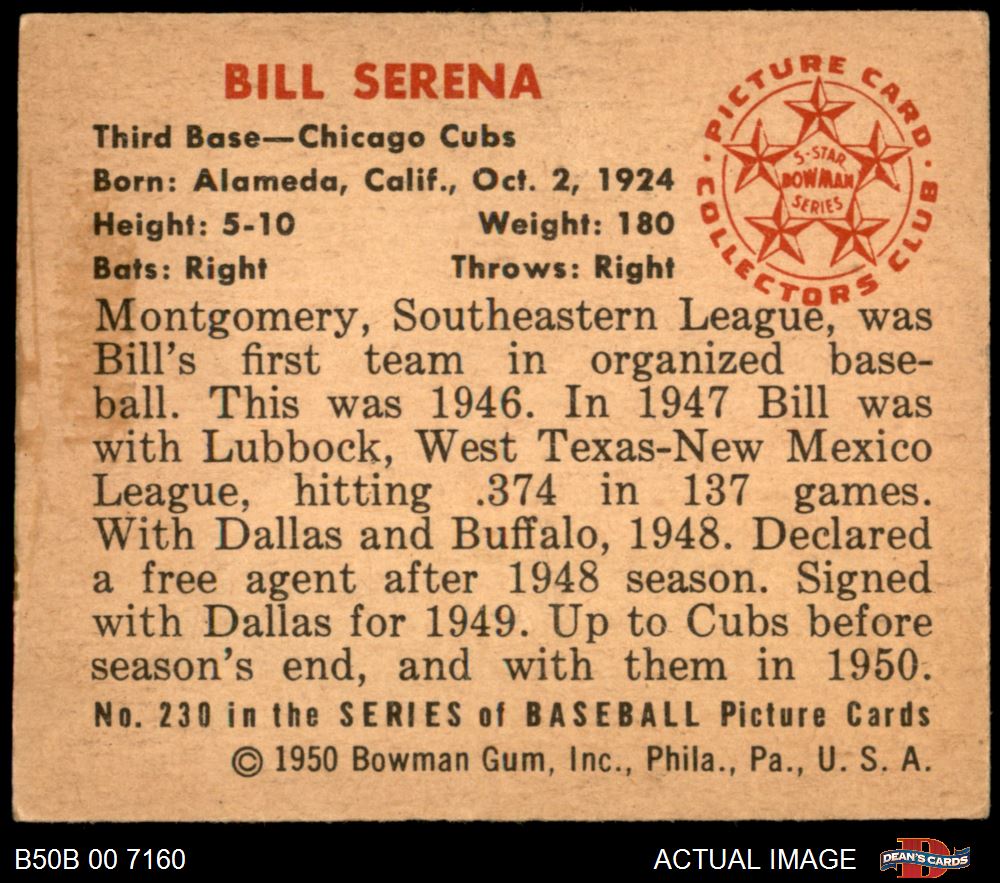 BILL SERENA
Third Base—Chicago Cubs
Born: Alameda, Calif., Oct. 2, 1924
Height: 5-10 Weight: 180
Bats: Right Throws: Right
PICTURE CARD
COLLECTORS CLUB
5-STAR
BOWMAN
SERIES
Montgomery, Southeastern League, was
Bill's first team in organized base-
ball. This was 1946. In 1947 Bill was
with Lubbock, West Texas-New Mexico
League, hitting .374 in 137 games.
With Dallas and Buffalo, 1948. Declared
a free agent after 1948 season. Signed
with Dallas for 1949. Up to Cubs before
season's end, and with them in 1950.
No. 230 in the SERIES of BASEBALL Picture Cards
© 1950 Bowman Gum, Inc., Phila., Pa., U. S. A.
B50B 00 7160
ACTUAL IMAGE
DEAN'S CARDS